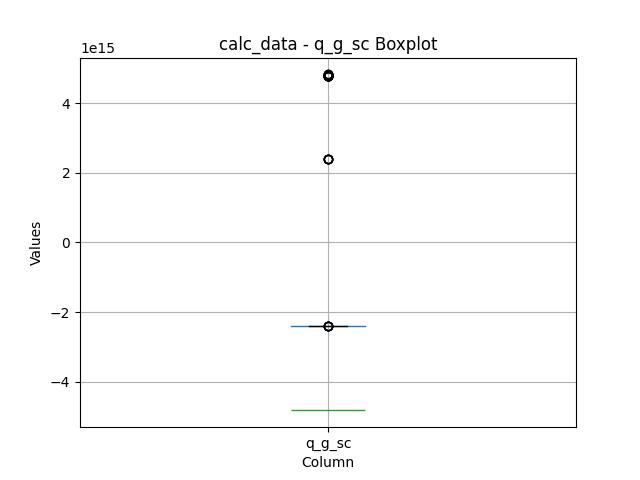 calc_data - q_g_sc Boxplot
1e15
4
2
0
−2
−4
Values
q_g_sc
Column